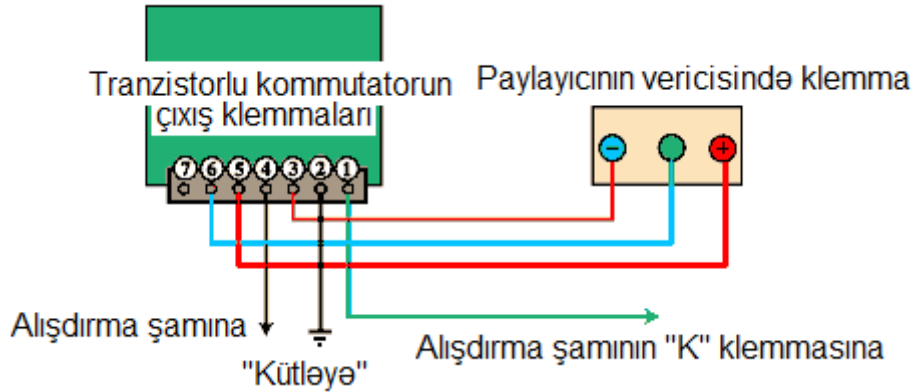 Tranzistorlu kommutatorun
çıxış klemmaları
Paylayıcının vericisində klemma
− +
7 6 5 4 3 2 1
Alışdırma şamına
"Kütləyə"
Alışdırma şamının "K" klemmasına